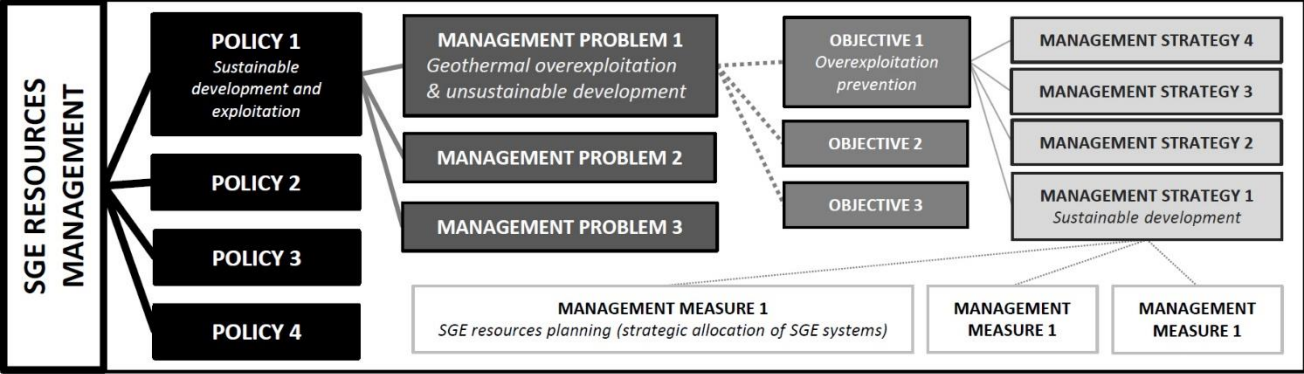 SGE RESOURCES
MANAGEMENT
POLICY 1
Sustainable
development and
exploitation
POLICY 2
POLICY 3
POLICY 4
MANAGEMENT PROBLEM 1
Geothermal overexploitation
& unsustainable development
MANAGEMENT PROBLEM 2
MANAGEMENT PROBLEM 3
OBJECTIVE 1
Overexploitation
prevention
OBJECTIVE 2
OBJECTIVE 3
MANAGEMENT STRATEGY 4
MANAGEMENT STRATEGY 3
MANAGEMENT STRATEGY 2
MANAGEMENT STRATEGY 1
Sustainable development
MANAGEMENT MEASURE 1
SGE resources planning (strategic allocation of SGE systems)
MANAGEMENT
MEASURE 1
MANAGEMENT
MEASURE 1